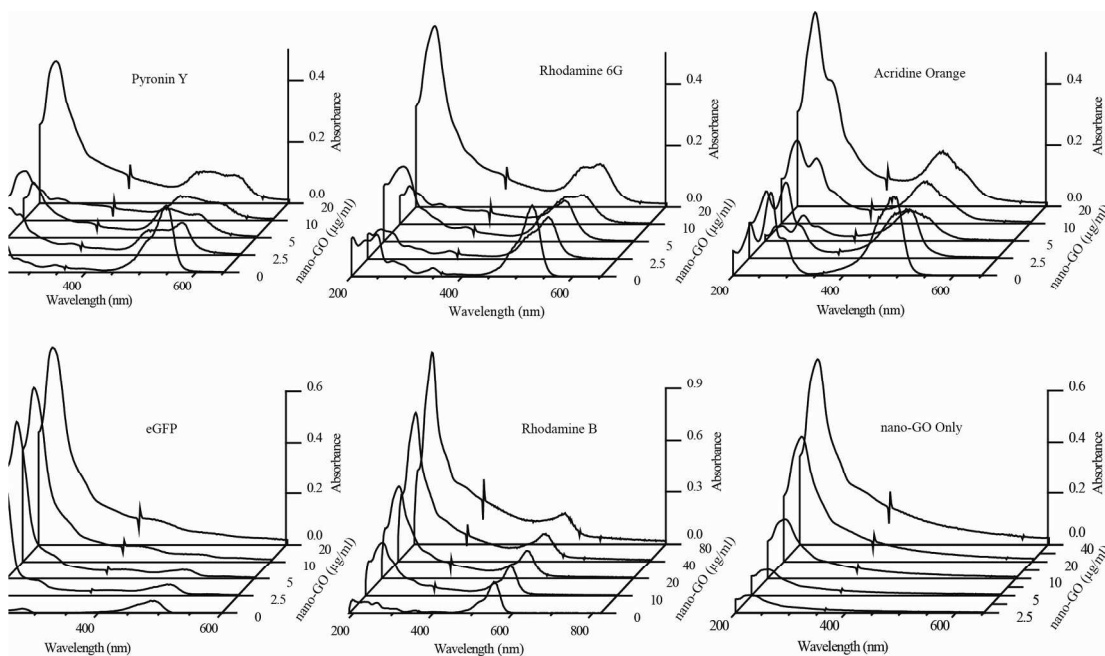 Pyronin Y
0.4
0.2
0.0
Absorbance
20
10
5
2.5
0
nano-GO (µg/ml)
400
600
Wavelength (nm)
Rhodamine 6G
0.4
0.2
0.0
Absorbance
20
10
5
2.5
0
nano-GO (µg/ml)
200
400
600
Wavelength (nm)
Acridine Orange
0.4
0.2
0.0
Absorbance
20
10
5
2.5
0
nano-GO (µg/ml)
200
400
600
Wavelength (nm)
eGFP
0.6
0.4
0.2
0.0
Absorbance
20
10
5
2.5
0
nano-GO (µg/ml)
400
600
Wavelength (nm)
Rhodamine B
0.9
0.6
0.3
0.0
Absorbance
80
40
20
10
0
nano-GO (µg/ml)
200
400
600
800
Wavelength (nm)
nano-GO Only
0.6
0.4
0.2
0.0
Absorbance
40
20
10
5
2.5
nano-GO (µg/ml)
200
400
600
Wavelength (nm)